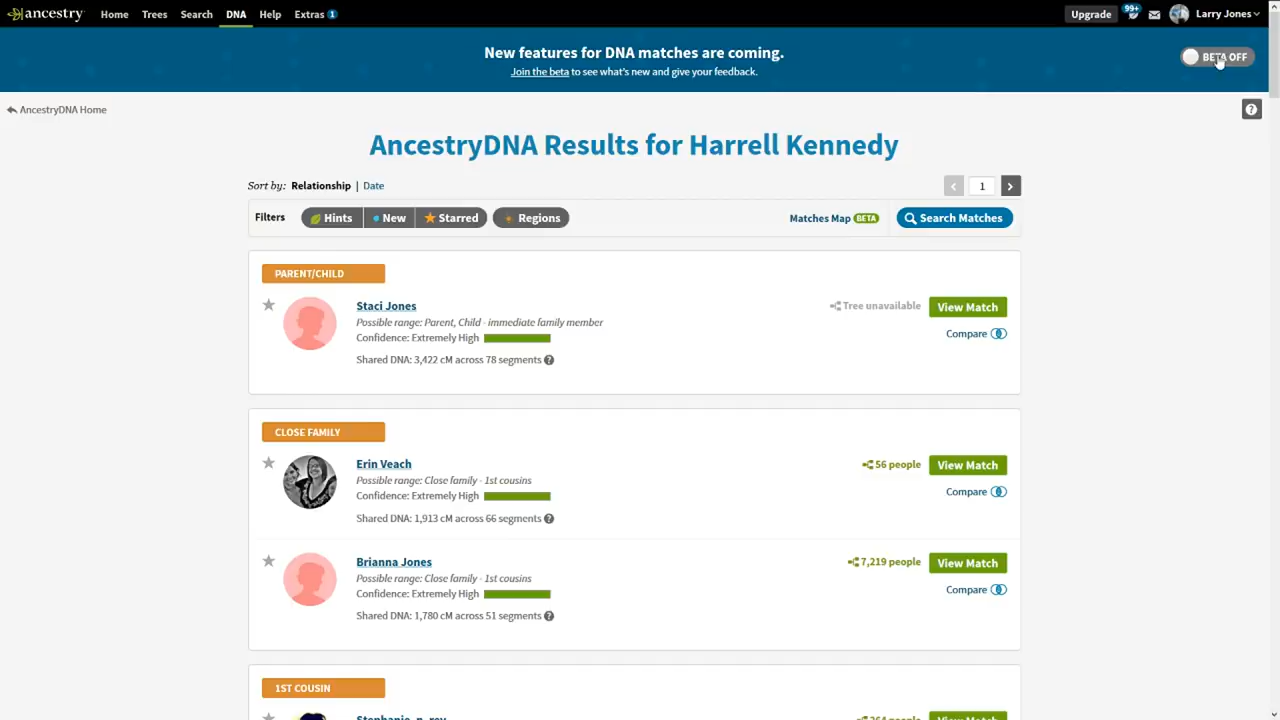 ancestry Home Trees Search DNA Help Extras 1 Upgrade 99+ Larry Jones
New features for DNA matches are coming.
Join the beta to see what's new and give your feedback.
BETA OFF
AncestryDNA Home
?
AncestryDNA Results for Harrell Kennedy
Sort by: Relationship | Date
< 1 >
Filters Hints New Starred Regions Matches Map BETA Search Matches
PARENT/CHILD
Staci Jones Tree unavailable View Match
Possible range: Parent, Child - immediate family member
Confidence: Extremely High Compare
Shared DNA: 3,422 cM across 78 segments ?
CLOSE FAMILY
Erin Veach 56 people View Match
Possible range: Close family - 1st cousins
Confidence: Extremely High Compare
Shared DNA: 1,913 cM across 66 segments ?
Brianna Jones 7,219 people View Match
Possible range: Close family - 1st cousins
Confidence: Extremely High Compare
Shared DNA: 1,780 cM across 51 segments ?
1ST COUSIN
people View Match